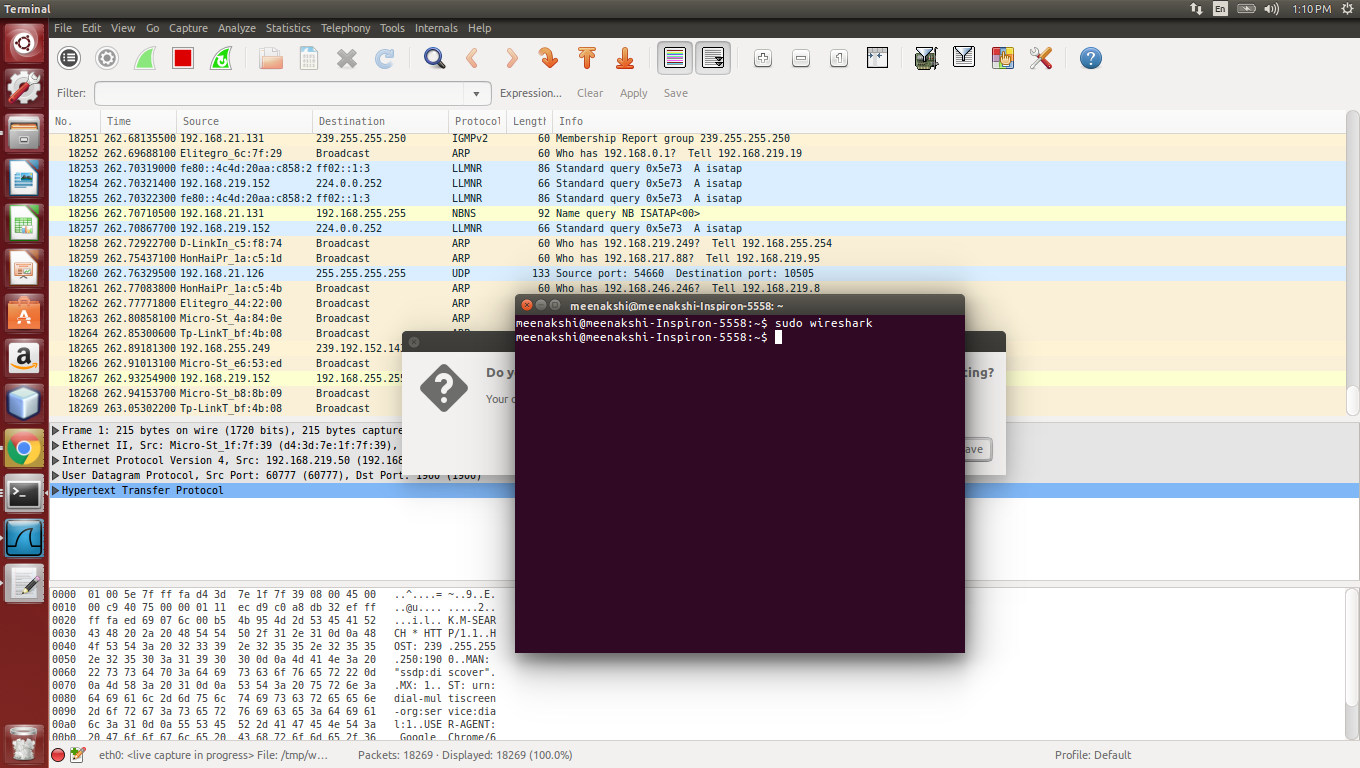 Terminal
En
1:10 PM
File Edit View Go Capture Analyze Statistics Telephony Tools Internals Help
Filter: Expression... Clear Apply Save
No. Time Source Destination Protocol Length Info
18251 262.68135500 192.168.21.131 239.255.255.250 IGMPv2 60 Membership Report group 239.255.255.250
18252 262.69688100 Elitegro_6c:7f:29 Broadcast ARP 60 Who has 192.168.0.1? Tell 192.168.219.19
18253 262.70319000 fe80::4c4d:20aa:c858:2 ff02::1:3 LLMNR 86 Standard query 0x5e73 A isatap
18254 262.70321400 192.168.219.152 224.0.0.252 LLMNR 66 Standard query 0x5e73 A isatap
18255 262.70322300 fe80::4c4d:20aa:c858:2 ff02::1:3 LLMNR 86 Standard query 0x5e73 A isatap
18256 262.70710500 192.168.21.131 192.168.255.255 NBNS 92 Name query NB ISATAP<00>
18257 262.70867700 192.168.219.152 224.0.0.252 LLMNR 66 Standard query 0x5e73 A isatap
18258 262.72922700 D-LinkIn_c5:f8:74 Broadcast ARP 60 Who has 192.168.219.249? Tell 192.168.255.254
18259 262.75437100 HonHaiPr_1a:c5:1d Broadcast ARP 60 Who has 192.168.217.88? Tell 192.168.219.95
18260 262.76329500 192.168.21.126 255.255.255.255 UDP 133 Source port: 54660 Destination port: 10505
18261 262.77083800 HonHaiPr_1a:c5:4b Broadcast ARP 60 Who has 192.168.246.246? Tell 192.168.219.8
18262 262.77771800 Elitegro_44:22:00 Broadcast ARP
18263 262.80858100 Micro-St_4a:84:0e Broadcast ARP
18264 262.85300600 Tp-LinkT_bf:4b:08 Broadcast ARP
18265 262.89181300 192.168.255.249 239.192.152.14
18266 262.91013100 Micro-St_e6:53:ed Broadcast
18267 262.93254900 192.168.219.152 192.168.255.255
18268 262.94153700 Micro-St_b8:8b:09 Broadcast
18269 263.05302200 Tp-LinkT_bf:4b:08 Broadcast
meenakshi@meenakshi-Inspiron-5558: ~
meenakshi@meenakshi-Inspiron-5558:~$ sudo wireshark
meenakshi@meenakshi-Inspiron-5558:~$
Do
Your
Frame 1: 215 bytes on wire (1720 bits), 215 bytes capture
Ethernet II, Src: Micro-St_1f:7f:39 (d4:3d:7e:1f:7f:39),
Internet Protocol Version 4, Src: 192.168.219.50 (192.168
User Datagram Protocol, Src Port: 60777 (60777), Dst Port: 1900 (1900)
Hypertext Transfer Protocol
0000 01 00 5e 7f ff fa d4 3d 7e 1f 7f 39 08 00 45 00 ..^....= ~..9..E.
0010 00 c9 40 75 00 00 01 11 ec d9 c0 a8 db 32 ef ff ..@u.... .....2..
0020 ff fa ed 69 07 6c 00 b5 4b 95 4d 2d 53 45 41 52 ...i.l.. K.M-SEAR
0030 43 48 20 2a 20 48 54 54 50 2f 31 2e 31 0d 0a 48 CH * HTT P/1.1..H
0040 4f 53 54 3a 20 32 33 39 2e 32 35 35 2e 32 35 35 OST: 239 .255.255
0050 2e 32 35 30 3a 31 39 30 30 0d 0a 4d 41 4e 3a 20 .250:190 0..MAN:
0060 22 73 73 64 70 3a 64 69 73 63 6f 76 65 72 22 0d "ssdp:di scover".
0070 0a 4d 58 3a 20 31 0d 0a 53 54 3a 20 75 72 6e 3a .MX: 1.. ST: urn:
0080 64 69 61 6c 2d 6d 75 6c 74 69 73 63 72 65 65 6e dial-mul tiscreen
0090 2d 6f 72 67 3a 73 65 72 76 69 63 65 3a 64 69 61 -org:ser vice:dia
00a0 6c 3a 31 0d 0a 55 53 45 52 2d 41 47 45 4e 54 3a l:1..USE R-AGENT:
00b0 20 47 6f 6f 67 6c 65 20 43 68 72 6f 6d 65 2f 36 Google Chrome/6
eth0: <live capture in progress> File: /tmp/w... Packets: 18269 · Displayed: 18269 (100.0%) Profile: Default